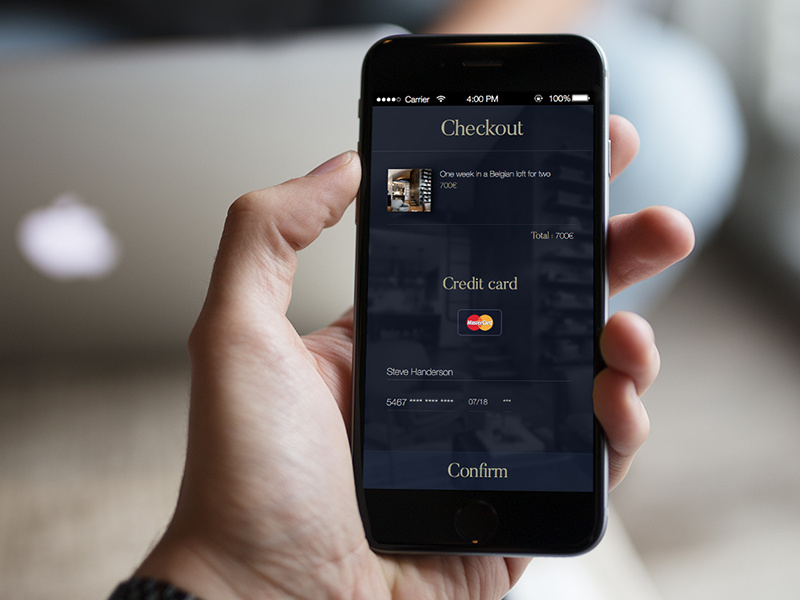 Carrier 4:00 PM 100%
Checkout
One week in a Belgian loft for two
700€
Total : 700€
Credit card
MasterCard
Steve Handerson
5467 **** **** **** 07/18 ***
Confirm